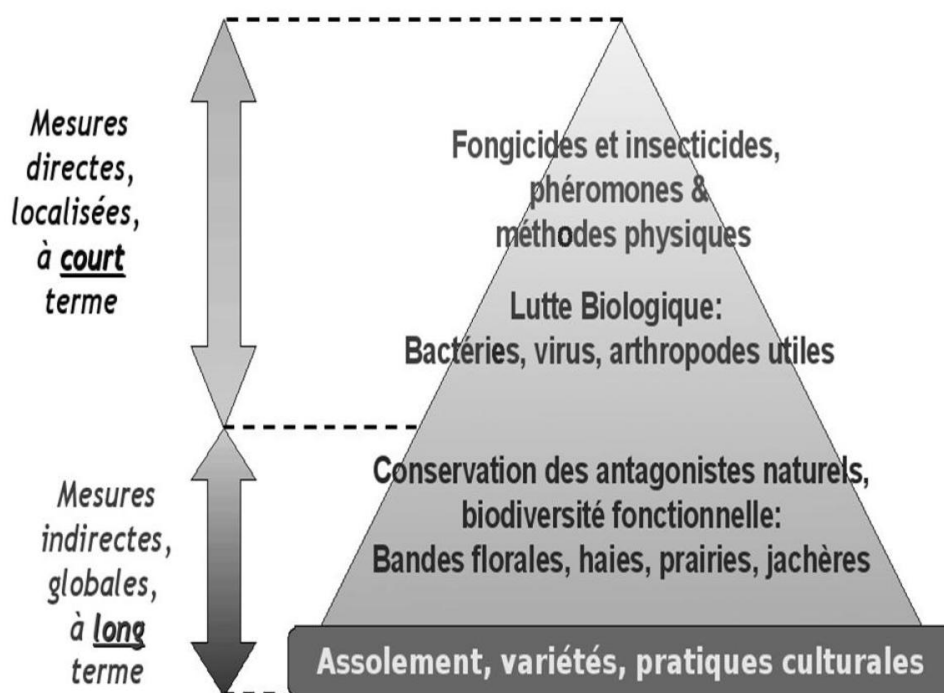 Mesures
directes,
localisées,
à court
terme
Fongicides et insecticides,
phéromones &
méthodes physiques
Lutte Biologique:
Bactéries, virus, arthropodes utiles
Mesures
indirectes,
globales,
à long
terme
Conservation des antagonistes naturels,
biodiversité fonctionnelle:
Bandes florales, haies, prairies, jachères
Assolement, variétés, pratiques culturales